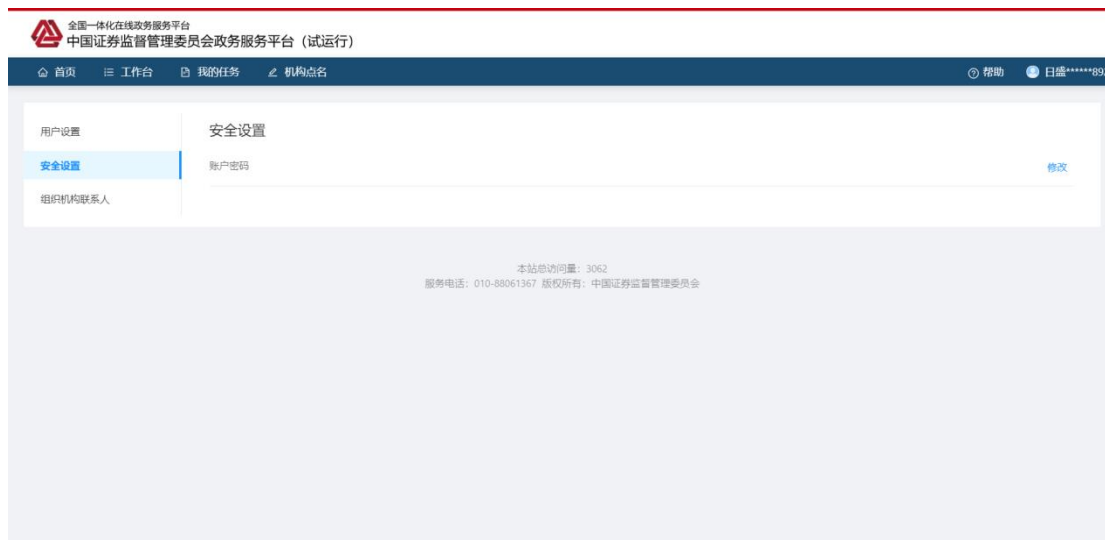 全国一体化在线政务服务平台
中国证券监督管理委员会政务服务平台（试运行）
首页 工作台 我的任务 机构点名 帮助 日盛******89
用户设置
安全设置
组织机构联系人
安全设置
账户密码 修改
本站总访问量：3062
服务电话：010-88061367 版权所有：中国证券监督管理委员会